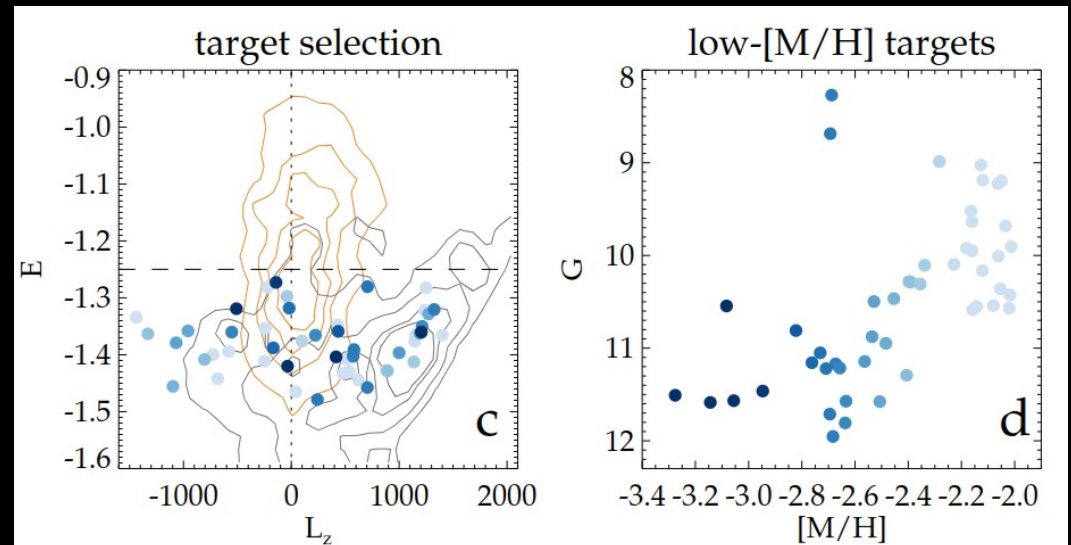 target selection
low-[M/H] targets
-0.9
-1.0
-1.1
-1.2
-1.3
-1.4
-1.5
-1.6
E
-1000 0 1000 2000
L_z
c
8
9
10
11
12
G
-3.4 -3.2 -3.0 -2.8 -2.6 -2.4 -2.2 -2.0
[M/H]
d